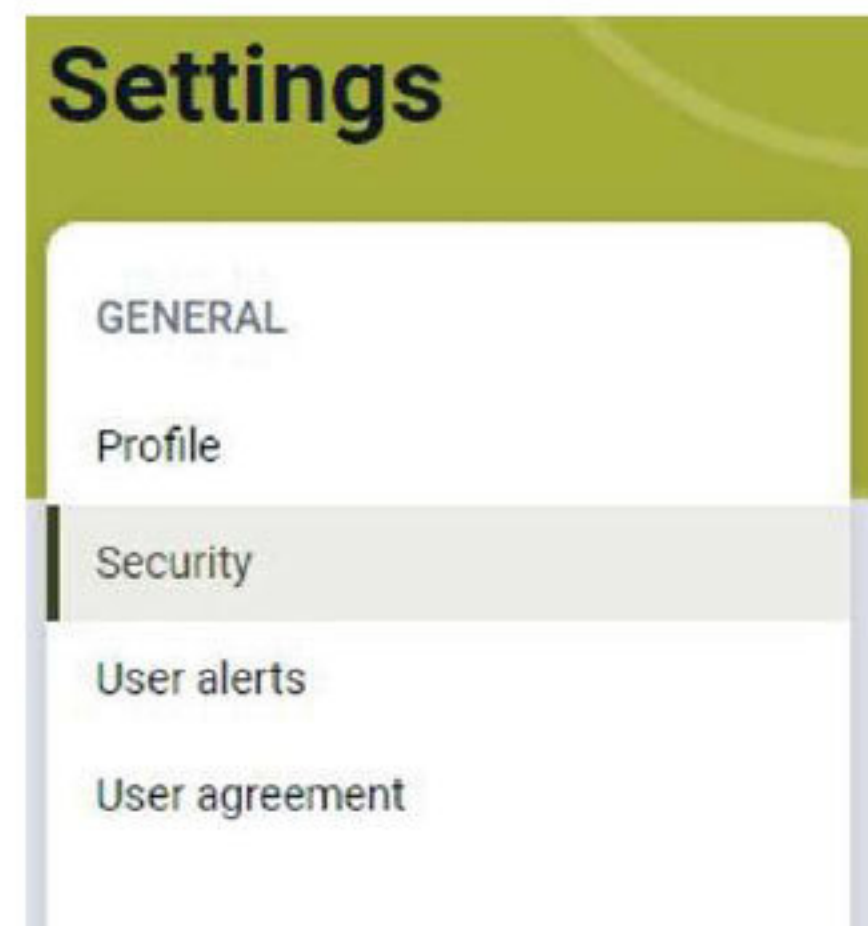 Settings
GENERAL
Profile
Security
User alerts
User agreement